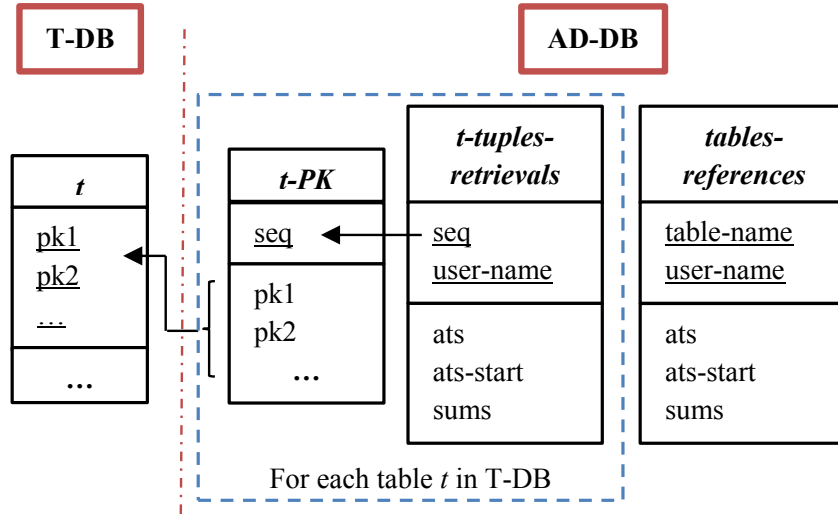 T-DB
AD-DB
t
pk1
pk2
…
…
t-PK
seq
pk1
pk2
…
t-tuples-
retrievals
seq
user-name
ats
ats-start
sums
tables-
references
table-name
user-name
ats
ats-start
sums
For each table t in T-DB